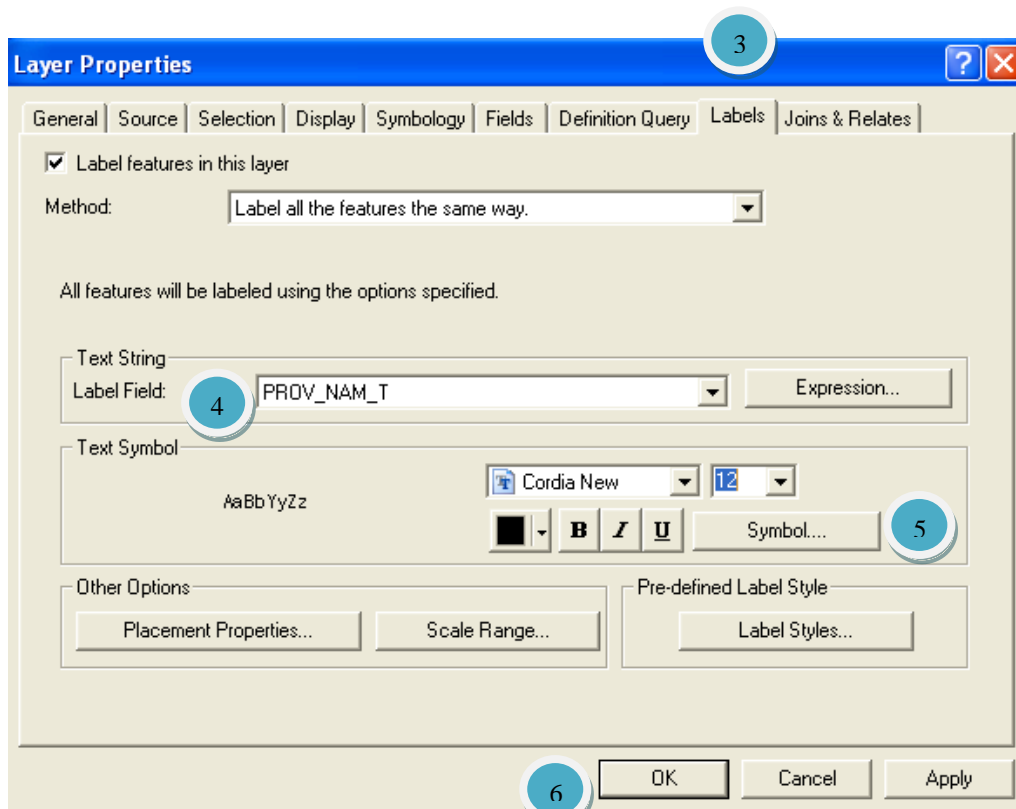 3
Layer Properties
General Source Selection Display Symbology Fields Definition Query Labels Joins & Relates
Label features in this layer
Method: Label all the features the same way.
All features will be labeled using the options specified.
Text String
Label Field: 4 PROV_NAM_T Expression...
Text Symbol
AaBbYyZz Cordia New 12
B I U Symbol.... 5
Other Options Pre-defined Label Style
Placement Properties... Scale Range... Label Styles...
6 OK Cancel Apply